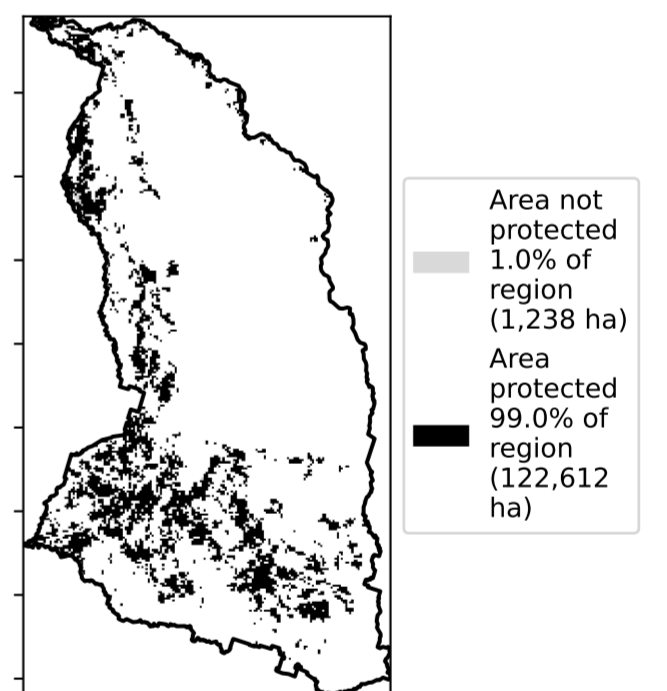 Area not
protected
1.0% of
region
(1,238 ha)
Area
protected
99.0% of
region
(122,612
ha)